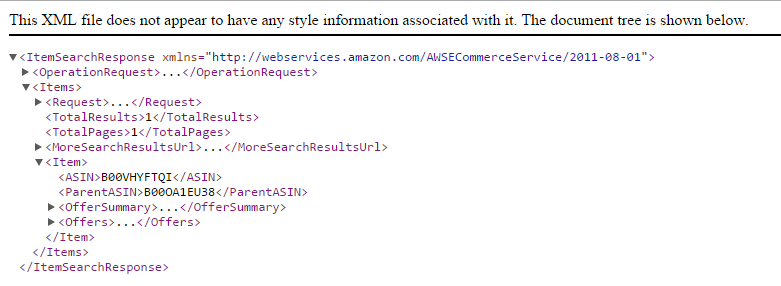 This XML file does not appear to have any style information associated with it. The document tree is shown below.
▼<ItemSearchResponse xmlns="http://webservices.amazon.com/AWSECommerceService/2011-08-01">
▶<OperationRequest>...</OperationRequest>
▼<Items>
▶<Request>...</Request>
<TotalResults>1</TotalResults>
<TotalPages>1</TotalPages>
▶<MoreSearchResultsUrl>...</MoreSearchResultsUrl>
▼<Item>
<ASIN>B00VHYFTQI</ASIN>
<ParentASIN>B00OA1EU38</ParentASIN>
▶<OfferSummary>...</OfferSummary>
▶<Offers>...</Offers>
</Item>
</Items>
</ItemSearchResponse>